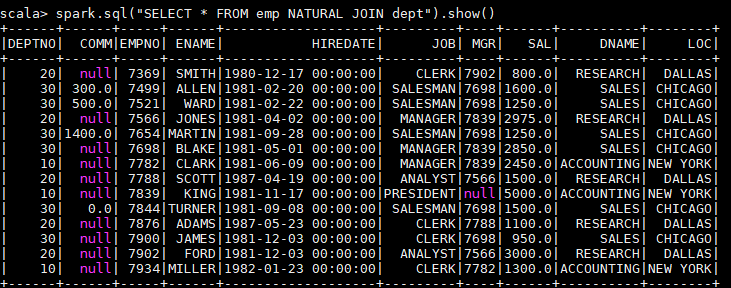 scala> spark.sql("SELECT * FROM emp NATURAL JOIN dept").show()
+------+------+-----+------+-------------------+---------+----+------+----------+--------+
|DEPTNO|  COMM|EMPNO| ENAME|           HIREDATE|      JOB| MGR|   SAL|     DNAME|     LOC|
+------+------+-----+------+-------------------+---------+----+------+----------+--------+
|    20|  null| 7369| SMITH|1980-12-17 00:00:00|    CLERK|7902| 800.0|  RESEARCH|  DALLAS|
|    30| 300.0| 7499| ALLEN|1981-02-20 00:00:00| SALESMAN|7698|1600.0|     SALES| CHICAGO|
|    30| 500.0| 7521|  WARD|1981-02-22 00:00:00| SALESMAN|7698|1250.0|     SALES| CHICAGO|
|    20|  null| 7566| JONES|1981-04-02 00:00:00|  MANAGER|7839|2975.0|  RESEARCH|  DALLAS|
|    30|1400.0| 7654|MARTIN|1981-09-28 00:00:00| SALESMAN|7698|1250.0|     SALES| CHICAGO|
|    30|  null| 7698| BLAKE|1981-05-01 00:00:00|  MANAGER|7839|2850.0|     SALES| CHICAGO|
|    10|  null| 7782| CLARK|1981-06-09 00:00:00|  MANAGER|7839|2450.0|ACCOUNTING|NEW YORK|
|    20|  null| 7788| SCOTT|1987-04-19 00:00:00|  ANALYST|7566|1500.0|  RESEARCH|  DALLAS|
|    10|  null| 7839|  KING|1981-11-17 00:00:00|PRESIDENT|null|5000.0|ACCOUNTING|NEW YORK|
|    30|   0.0| 7844|TURNER|1981-09-08 00:00:00| SALESMAN|7698|1500.0|     SALES| CHICAGO|
|    20|  null| 7876| ADAMS|1987-05-23 00:00:00|    CLERK|7788|1100.0|  RESEARCH|  DALLAS|
|    30|  null| 7900| JAMES|1981-12-03 00:00:00|    CLERK|7698| 950.0|     SALES| CHICAGO|
|    20|  null| 7902|  FORD|1981-12-03 00:00:00|  ANALYST|7566|3000.0|  RESEARCH|  DALLAS|
|    10|  null| 7934|MILLER|1982-01-23 00:00:00|    CLERK|7782|1300.0|ACCOUNTING|NEW YORK|
+------+------+-----+------+-------------------+---------+----+------+----------+--------+